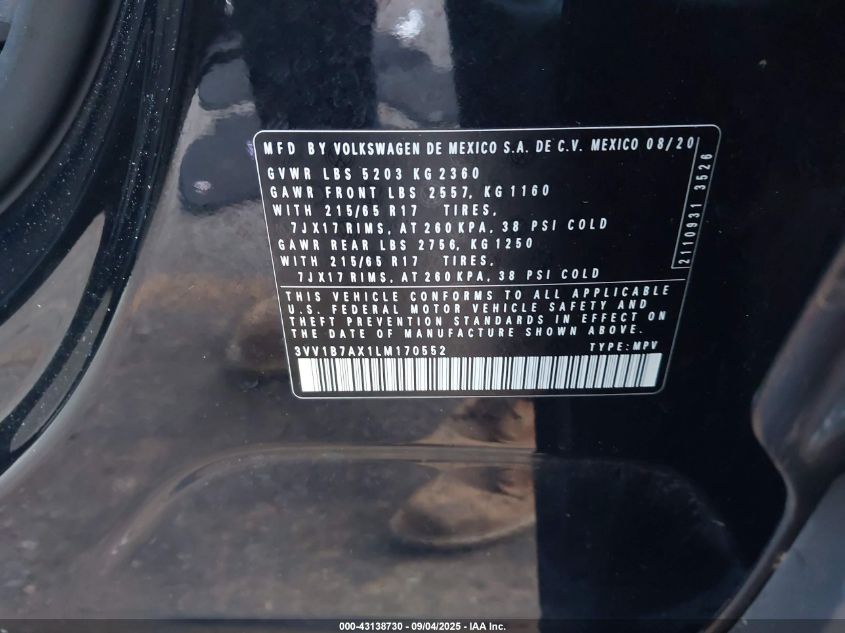 MFD BY VOLKSWAGEN DE MEXICO S.A. DE C.V. MEXICO 08/20
GVWR LBS 5203 KG 2360
GAWR FRONT LBS 2557, KG 1160
WITH 215/65 R17 TIRES,
7JX17 RIMS, AT 260 KPA, 38 PSI COLD
GAWR REAR LBS 2756, KG 1250
WITH 215/65 R17 TIRES,
7JX17 RIMS, AT 260 KPA, 38 PSI COLD
2110931 3526
THIS VEHICLE CONFORMS TO ALL APPLICABLE
U.S. FEDERAL MOTOR VEHICLE SAFETY AND
THEFT PREVENTION STANDARDS IN EFFECT ON
THE DATE OF MANUFACTURE SHOWN ABOVE.
3VV1B7AX1LM170552 TYPE: MPV
000-43138730 - 09/04/2025 - IAA Inc.